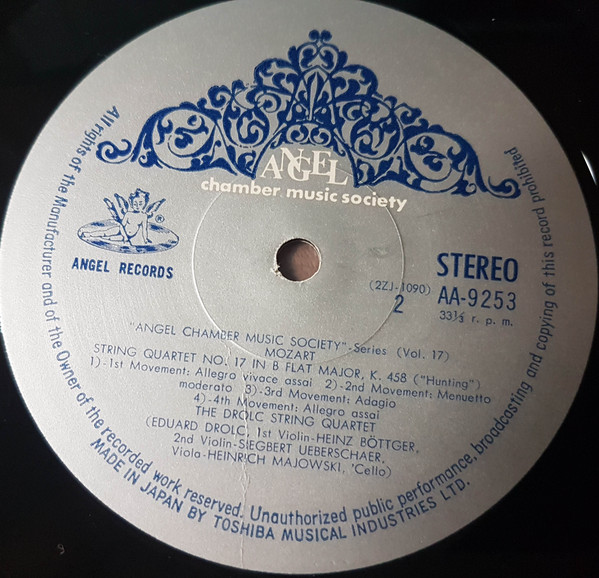 ANGEL
chamber music society
®
ANGEL RECORDS
STEREO
(2ZJ-1090)
2
AA-9253
33⅓ r. p. m.
"ANGEL CHAMBER MUSIC SOCIETY"-Series (Vol. 17)
MOZART
STRING QUARTET NO. 17 IN B FLAT MAJOR, K. 458 ("Hunting")
1)-1st Movement: Allegro vivace assai 2)-2nd Movement: Menuetto
moderato 3)-3rd Movement: Adagio
4)-4th Movement: Allegro assai
THE DROLC STRING QUARTET
(EDUARD DROLC, 1st Violin-HEINZ BÖTTGER,
2nd Violin-SIEGBERT UEBERSCHAER,
Viola-HEINRICH MAJOWSKI, 'Cello)
All rights of the Manufacturer and of the Owner of the recorded work reserved. Unauthorized public performance, broadcasting and copying of this record prohibited
MADE IN JAPAN BY TOSHIBA MUSICAL INDUSTRIES LTD.
9